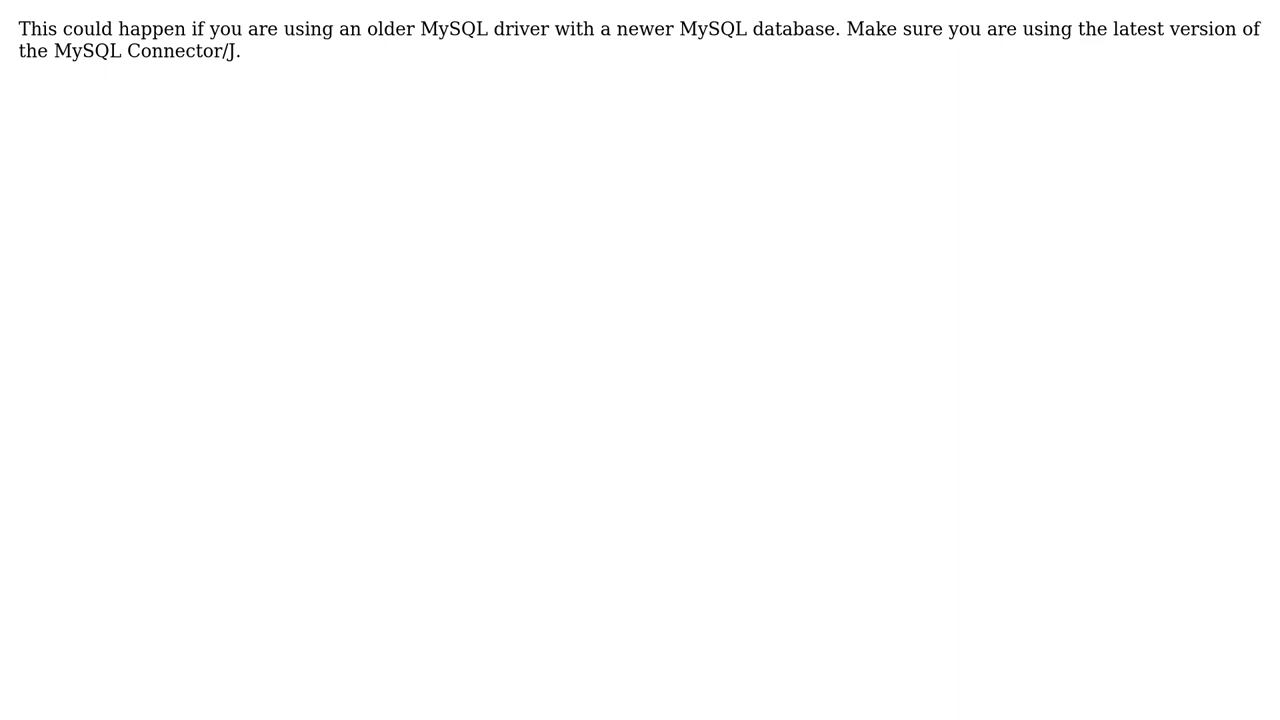 This could happen if you are using an older MySQL driver with a newer MySQL database. Make sure you are using the latest version of
the MySQL Connector/J.